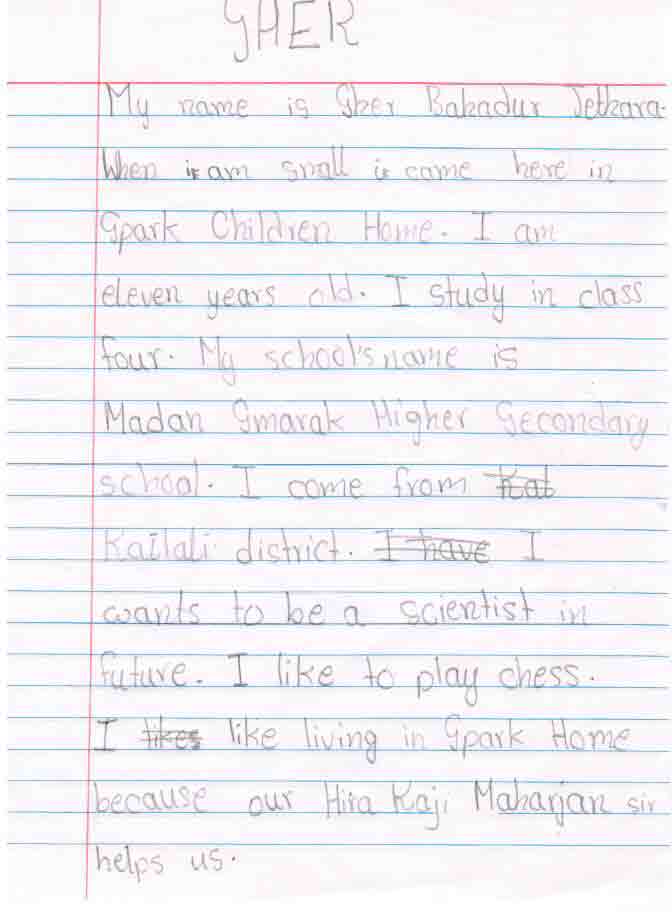 SHER
My name is Sher Bahadur Jethara.
When i am small i came here in
Spark Children Home. I am
eleven years old. I study in class
four. My school's name is
Madan Smarak Higher Secondary
school. I come from Kat
Kailali district. I have I
wants to be a scientist in
future. I like to play chess.
I likes like living in Spark Home
because our Hira Kaji Maharjan sir
helps us.